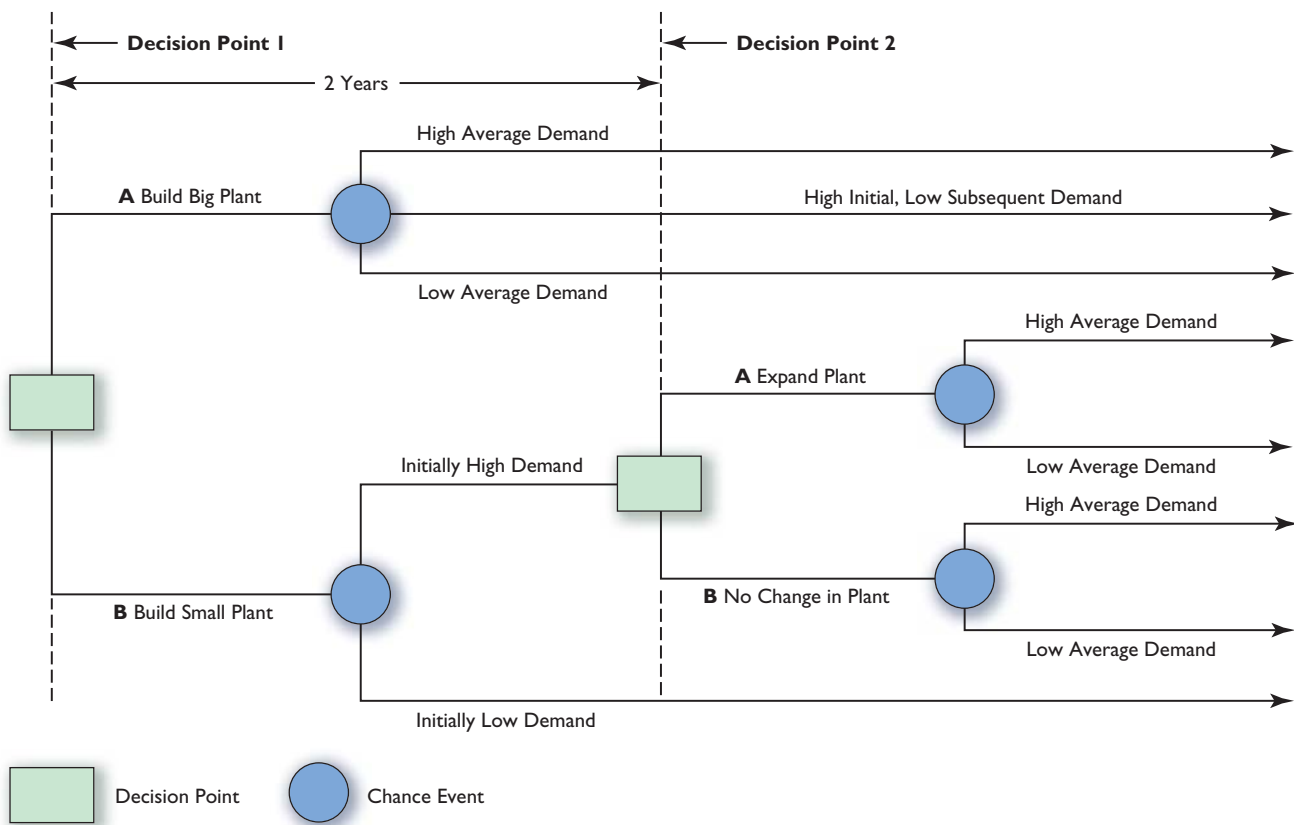 Decision Point 1
Decision Point 2
2 Years
High Average Demand
A Build Big Plant
High Initial, Low Subsequent Demand
Low Average Demand
High Average Demand
A Expand Plant
Low Average Demand
Initially High Demand
High Average Demand
B No Change in Plant
B Build Small Plant
Low Average Demand
Initially Low Demand
Decision Point
Chance Event